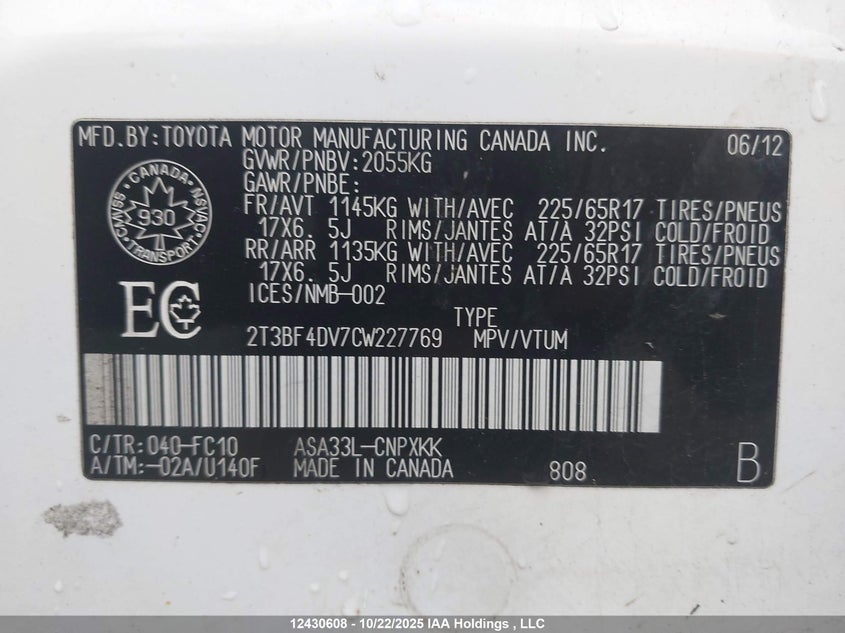 MFD.BY:TOYOTA MOTOR MANUFACTURING CANADA INC. 06/12
GVWR/PNBV:2055KG
GAWR/PNBE:
FR/AVT 1145KG WITH/AVEC 225/65R17 TIRES/PNEUS
17X6. 5J RIMS/JANTES AT/A 32PSI COLD/FROID
RR/ARR 1135KG WITH/AVEC 225/65R17 TIRES/PNEUS
17X6. 5J RIMS/JANTES AT/A 32PSI COLD/FROID
ICES/NMB-002
CANADA
CMVSS
NSVAC
930
TRANSPORT
EC
TYPE
2T3BF4DV7CW227769 MPV/VTUM
C/TR:040-FC10 ASA33L-CNPXKK
A/TM:-02A/U140F MADE IN CANADA 808 B
12430608 - 10/22/2025 IAA Holdings , LLC